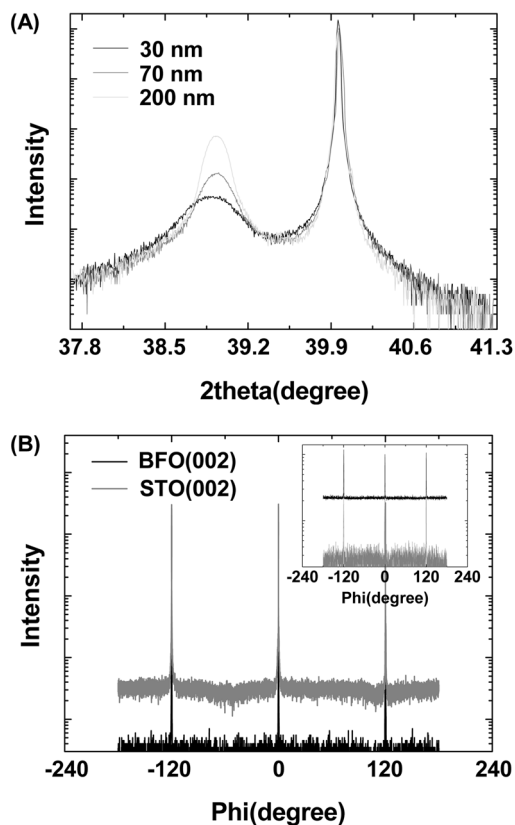 (A)
30 nm
70 nm
200 nm
Intensity
37.8 38.5 39.2 39.9 40.6 41.3
2theta(degree)
(B)
BFO(002)
STO(002)
-240 -120 0 120 240
Phi(degree)
Intensity
-240 -120 0 120 240
Phi(degree)